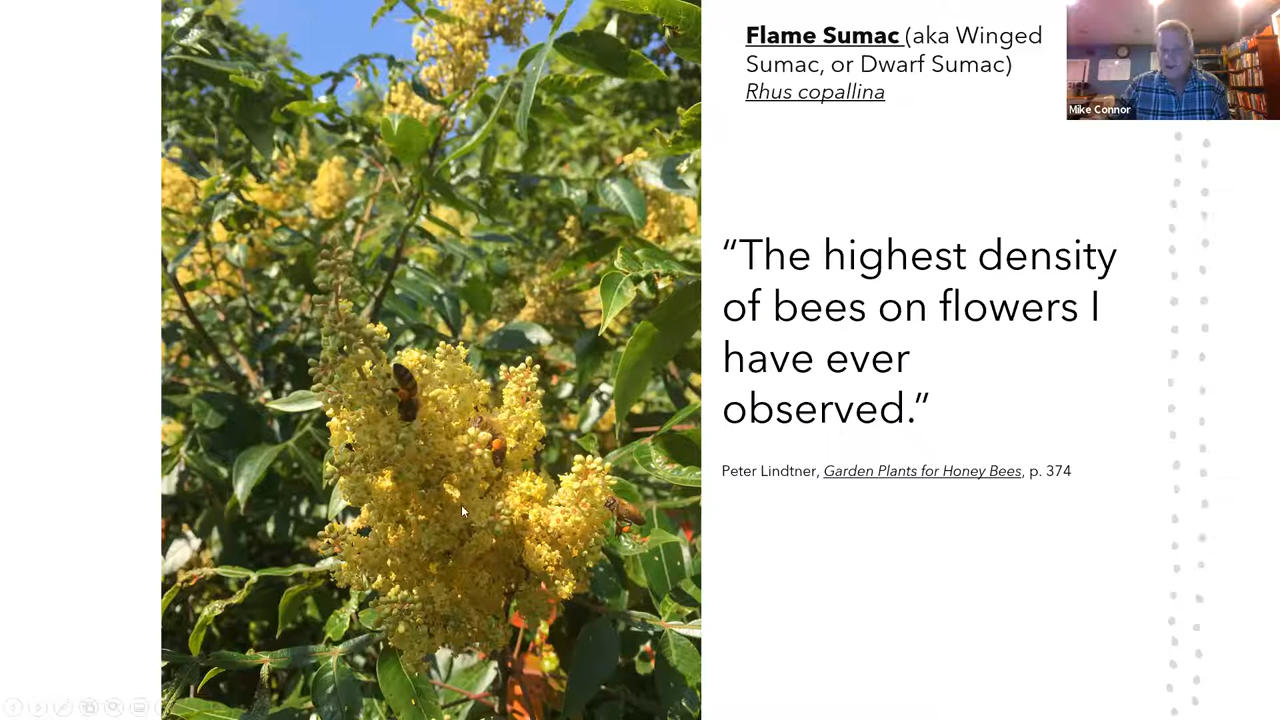 Flame Sumac (aka Winged
Sumac, or Dwarf Sumac)
Rhus copallina
Mike Connor
“The highest density
of bees on flowers I
have ever
observed.”
Peter Lindtner, Garden Plants for Honey Bees, p. 374